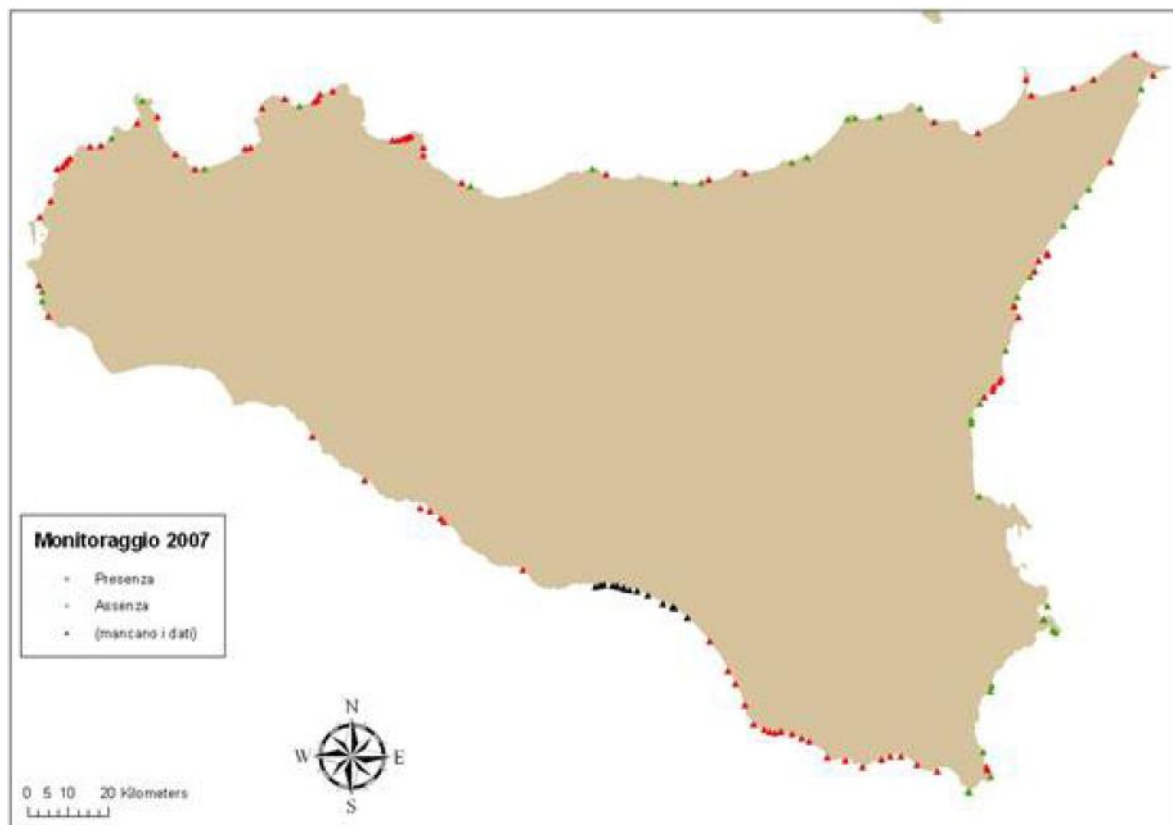 Monitoraggio 2007
Presenza
Assenza
(mancano i dati)
N
W E
S
0 5 10 20 Kilometers